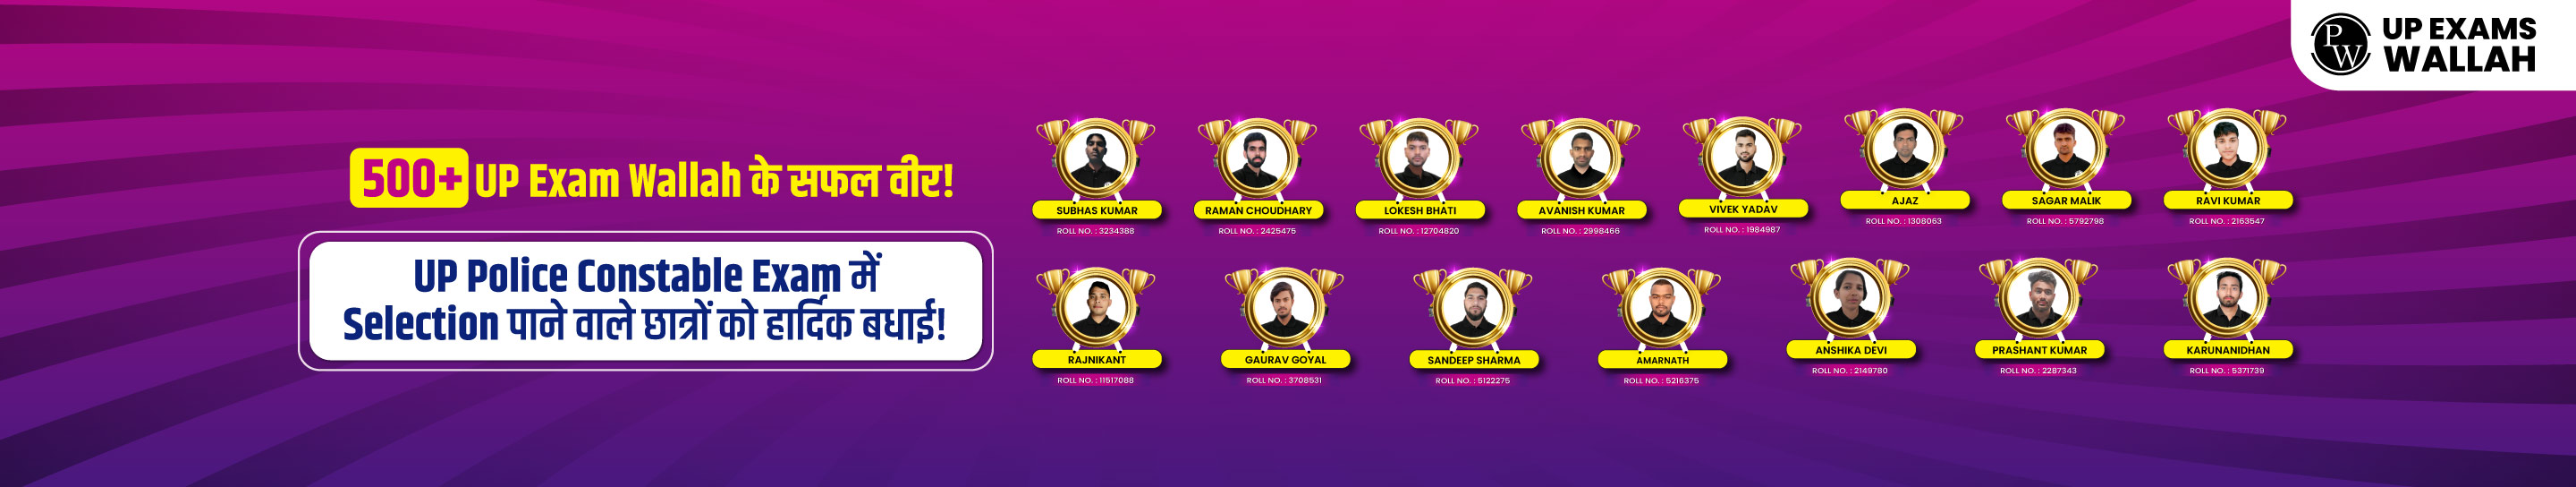 UP EXAMS
WALLAH
PW
500+ UP Exam Wallah के सफल वीर!
UP Police Constable Exam में
Selection पाने वाले छात्रों को हार्दिक बधाई!
SUBHAS KUMAR
ROLL NO. : 3234388
RAMAN CHOUDHARY
ROLL NO. : 2425475
LOKESH BHATI
ROLL NO. : 12704820
AVANISH KUMAR
ROLL NO. : 2998466
VIVEK YADAV
ROLL NO. : 1984987
AJAZ
ROLL NO. : 1308063
SAGAR MALIK
ROLL NO. : 5792798
RAVI KUMAR
ROLL NO. : 2163547
RAJNIKANT
ROLL NO. : 11517088
GAURAV GOYAL
ROLL NO. : 3708531
SANDEEP SHARMA
ROLL NO. : 5122275
AMARNATH
ROLL NO. : 5216375
ANSHIKA DEVI
ROLL NO. : 2149780
PRASHANT KUMAR
ROLL NO. : 2287343
KARUNANIDHAN
ROLL NO. : 5371739